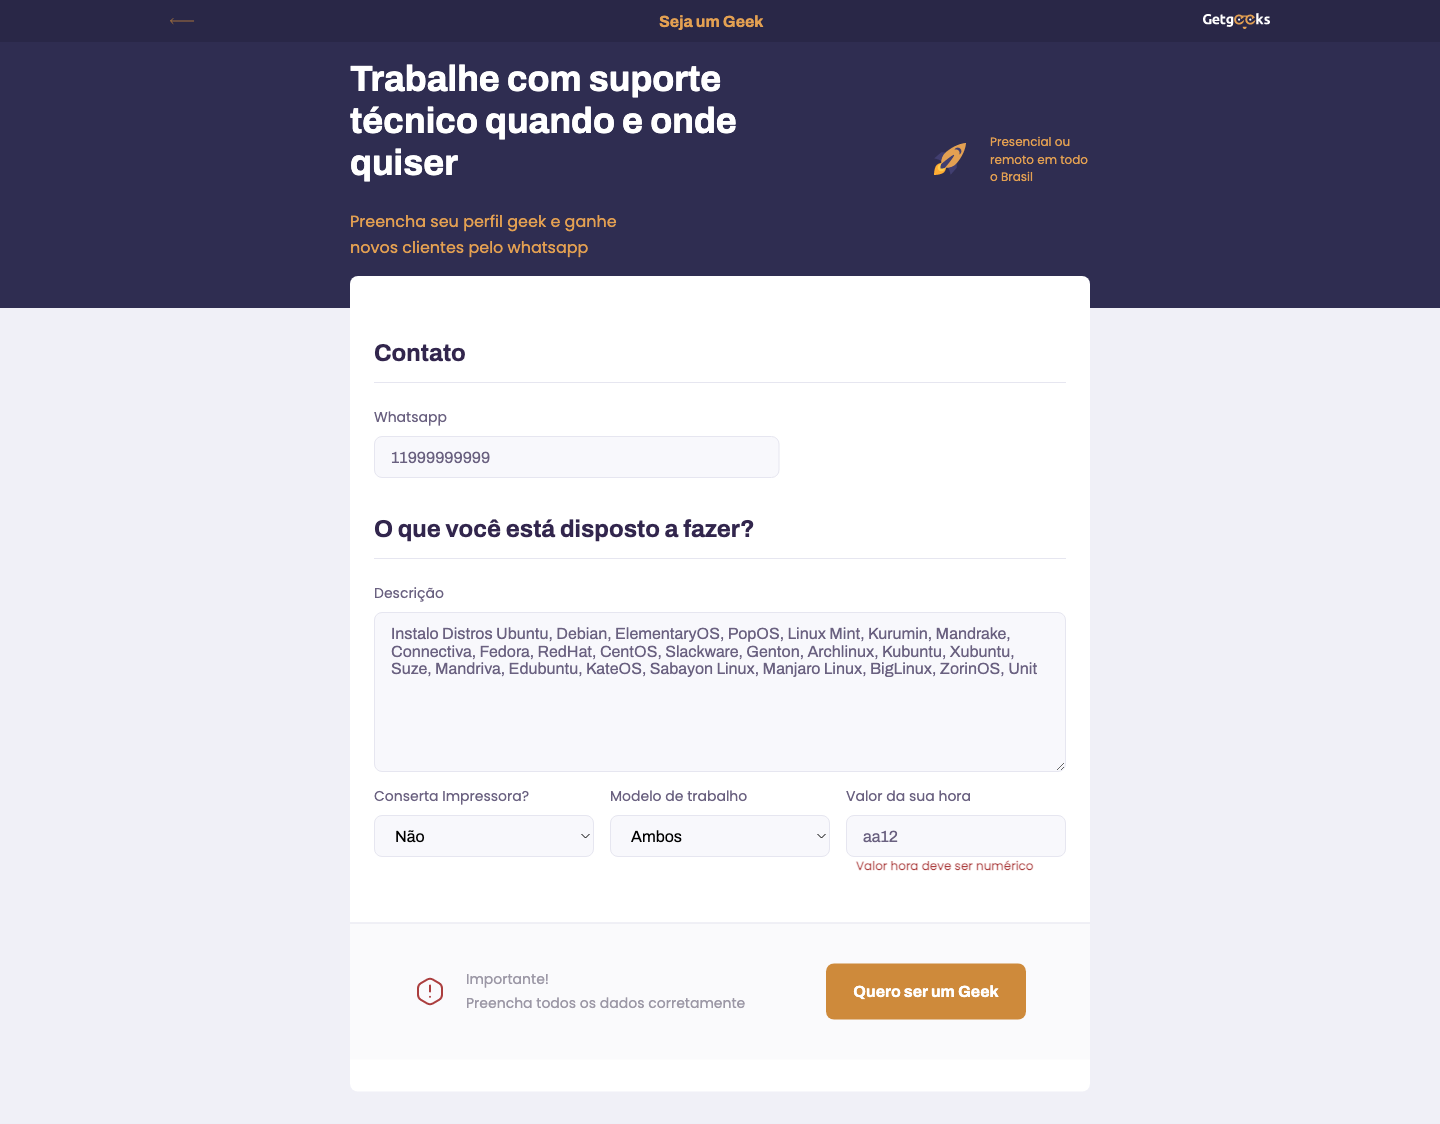 Seja um Geek
Getgeeks
Trabalhe com suporte
técnico quando e onde
quiser
Presencial ou
remoto em todo
o Brasil
Preencha seu perfil geek e ganhe
novos clientes pelo whatsapp
Contato
Whatsapp
11999999999
O que você está disposto a fazer?
Descrição
Instalo Distros Ubuntu, Debian, ElementaryOS, PopOS, Linux Mint, Kurumin, Mandrake,
Connectiva, Fedora, RedHat, CentOS, Slackware, Genton, Archlinux, Kubuntu, Xubuntu,
Suze, Mandriva, Edubuntu, KateOS, Sabayon Linux, Manjaro Linux, BigLinux, ZorinOS, Unit
Conserta Impressora?
Modelo de trabalho
Valor da sua hora
Não
Ambos
aa12
Valor hora deve ser numérico
Importante!
Preencha todos os dados corretamente
Quero ser um Geek